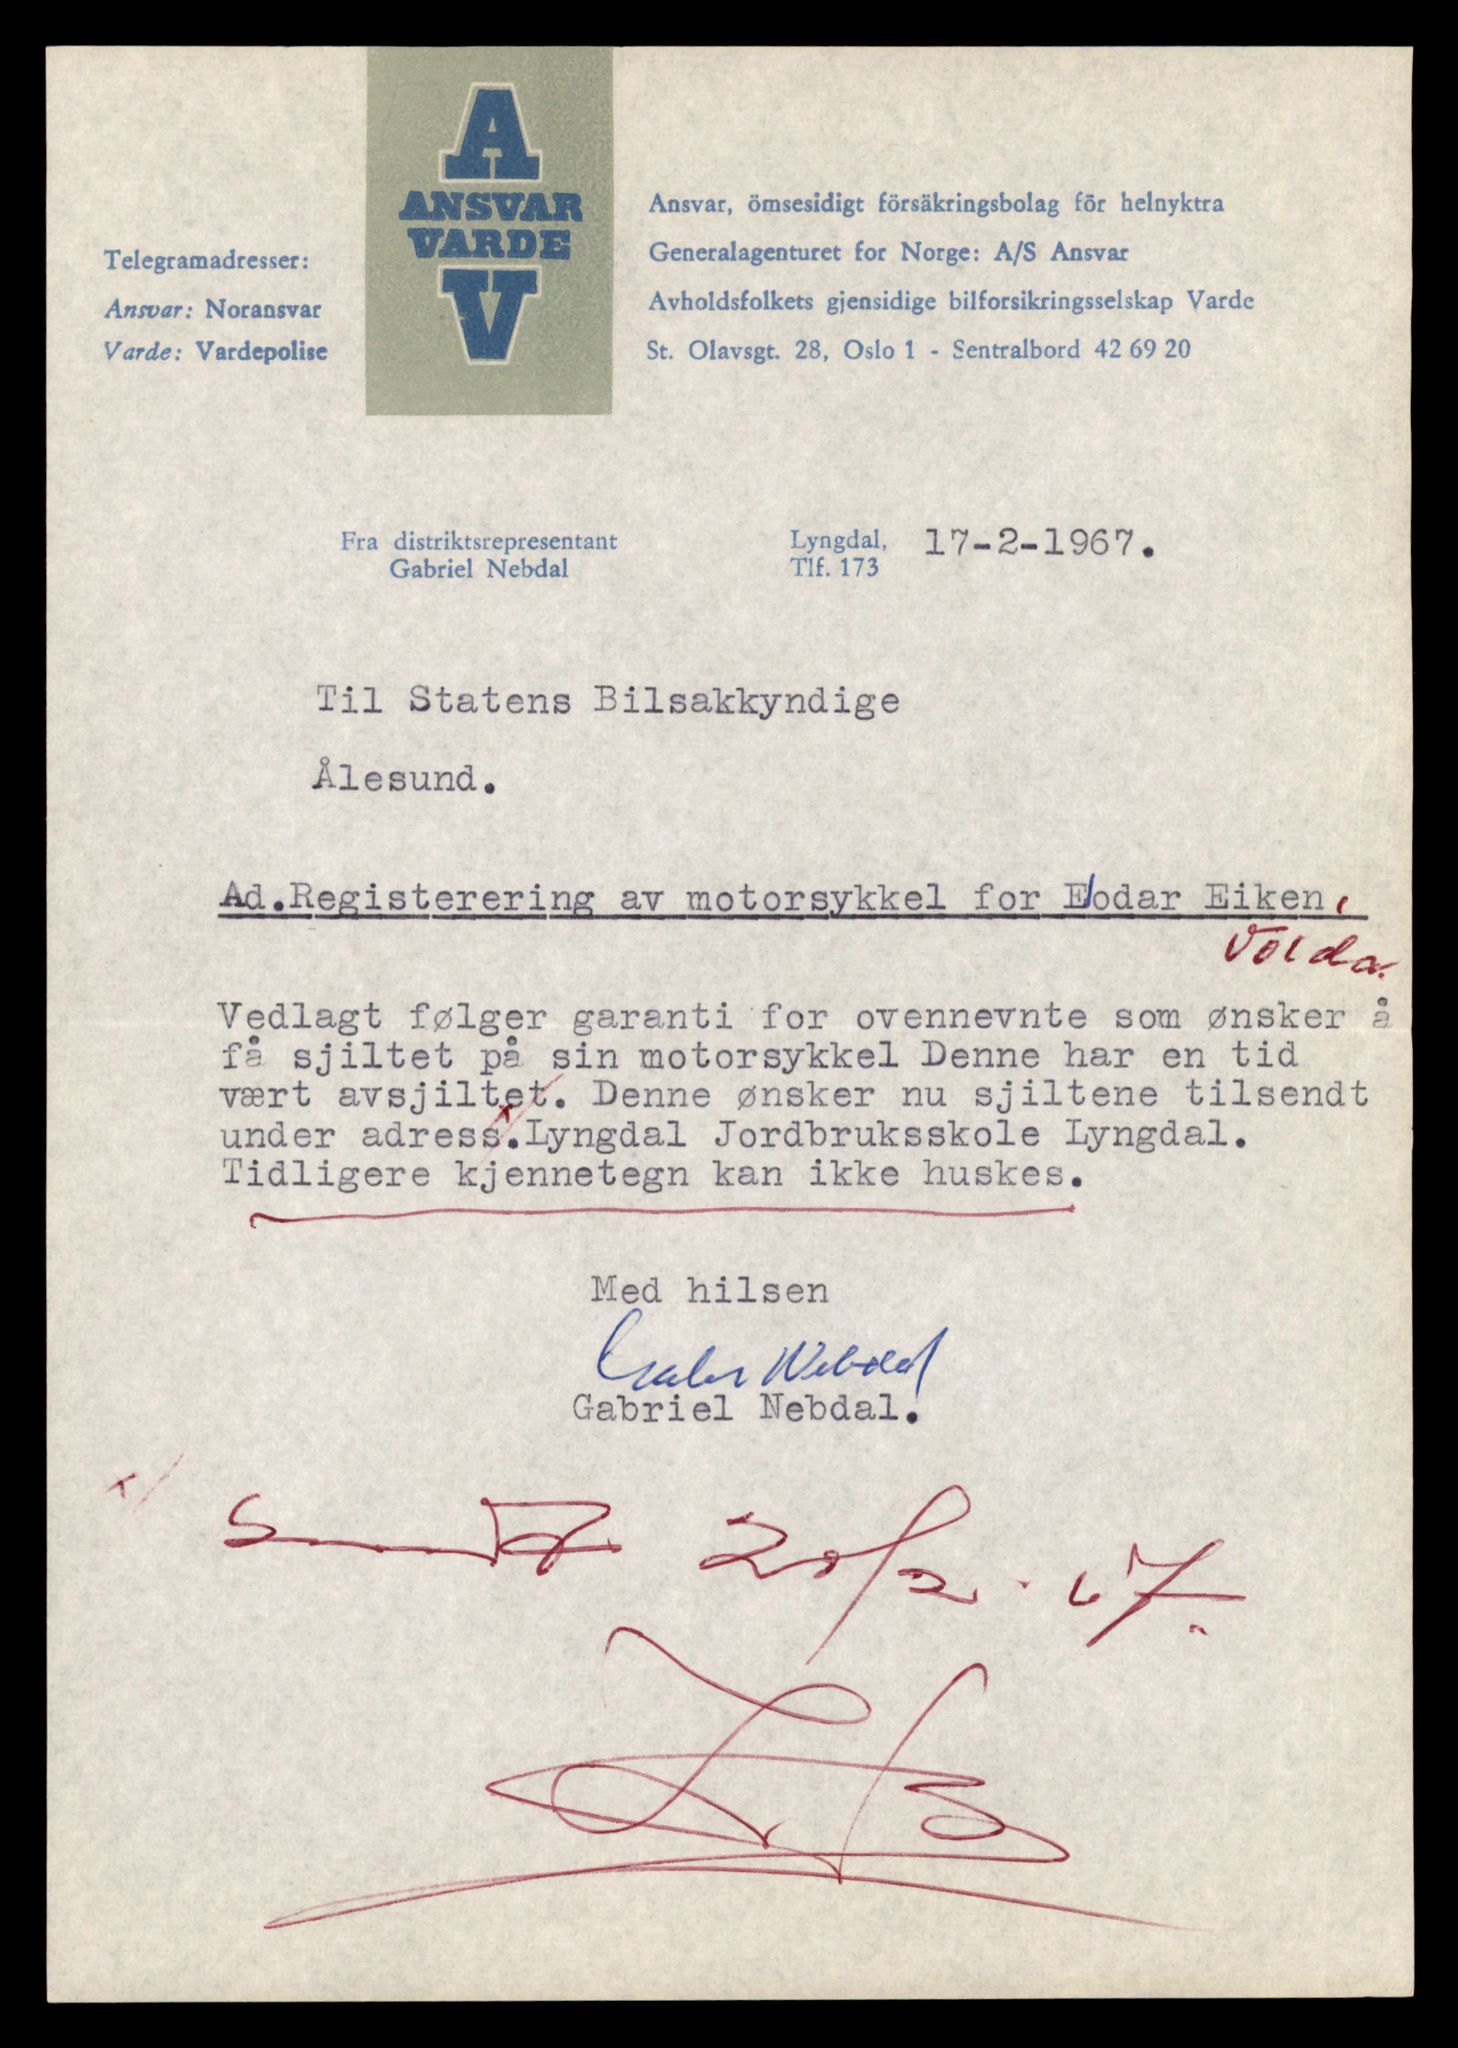 A
ANSVAR
VARDE
V
Telegramadresser:
Ansvar: Noransvar
Varde: Vardepolise
Ansvar, ömsesidigt försäkringsbolag för helnyktra
Generalagenturet for Norge: A/S Ansvar
Avholdsfolkets gjensidige bilforsikringsselskap Varde
St. Olavsgt. 28, Oslo 1 - Sentralbord 42 69 20
Fra distriktsrepresentant
Gabriel Nebdal
Lyngdal, 17-2-1967.
Tlf. 173
Til Statens Bilsakkyndige
Ålesund.
Ad.Registerering av motorsykkel for Elodar Eiken,
Volda.
Vedlagt følger garanti for ovennevnte som ønsker å
få sjiltet på sin motorsykkel Denne har en tid
vært avsjiltet. Denne ønsker nu sjiltene tilsendt
under adress.Lyngdal Jordbruksskole Lyngdal.
Tidligere kjennetegn kan ikke huskes.
Med hilsen
Gabriel Nebdal.
x/
20/2-67.